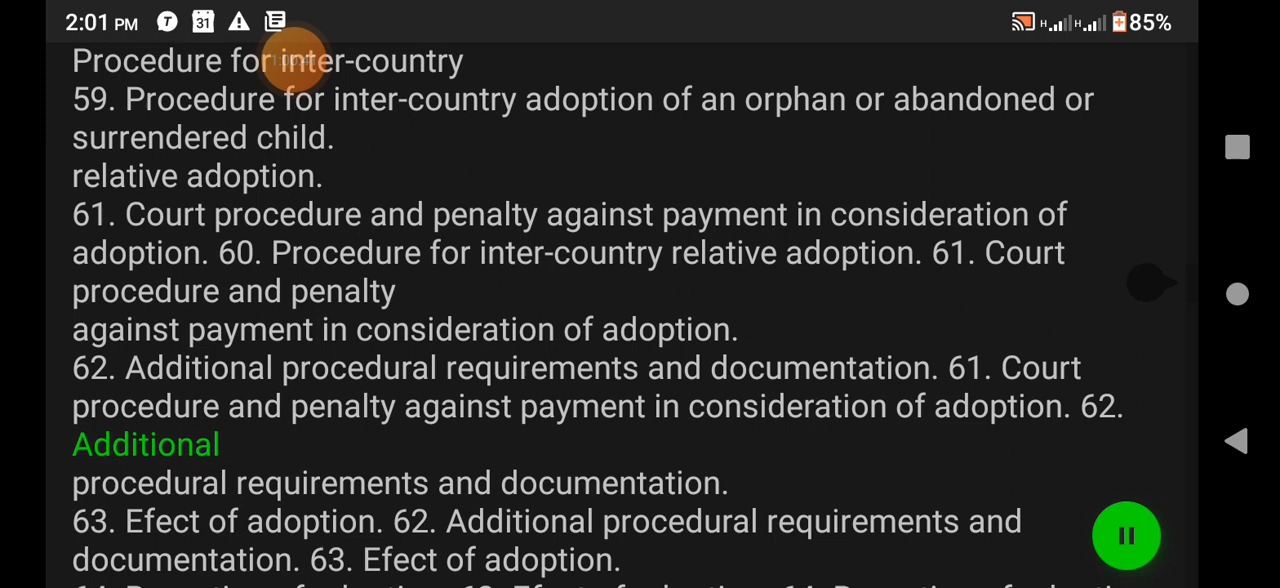 2:01 PM T 31 H H 85%
Procedure for inter-country
59. Procedure for inter-country adoption of an orphan or abandoned or
surrendered child.
relative adoption.
61. Court procedure and penalty against payment in consideration of
adoption. 60. Procedure for inter-country relative adoption. 61. Court
procedure and penalty
against payment in consideration of adoption.
62. Additional procedural requirements and documentation. 61. Court
procedure and penalty against payment in consideration of adoption. 62.
Additional
procedural requirements and documentation.
63. Efect of adoption. 62. Additional procedural requirements and
documentation. 63. Efect of adoption.